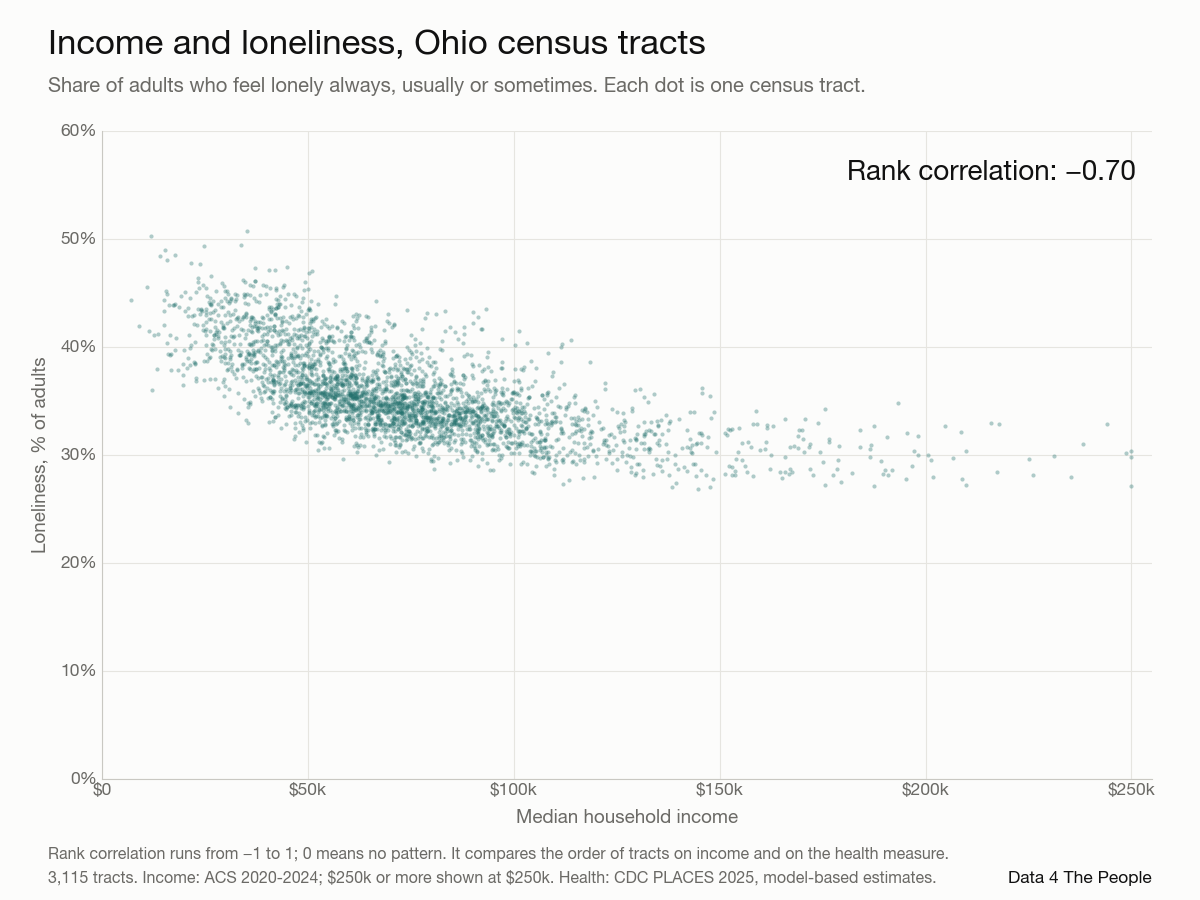 Income and loneliness, Ohio census tracts
Share of adults who feel lonely always, usually or sometimes. Each dot is one census tract.
60%
Rank correlation: −0.70
50%
40%
30%
20%
10%
0%
Loneliness, % of adults
$0
$50k
$100k
$150k
$200k
$250k
Median household income
Rank correlation runs from −1 to 1; 0 means no pattern. It compares the order of tracts on income and on the health measure.
3,115 tracts. Income: ACS 2020-2024; $250k or more shown at $250k. Health: CDC PLACES 2025, model-based estimates.
Data 4 The People